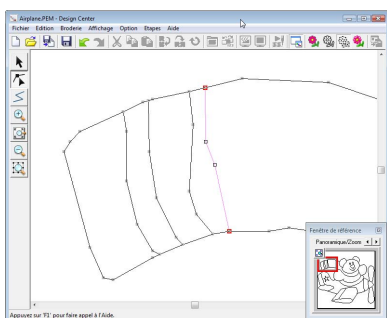 Airplane.PEM - Design Center
Fichier Edition Broderie Affichage Option Etapes Aide
Fenêtre de référence
Panoramique/Zoom
Appuyez sur 'F1' pour faire appel à l'Aide.